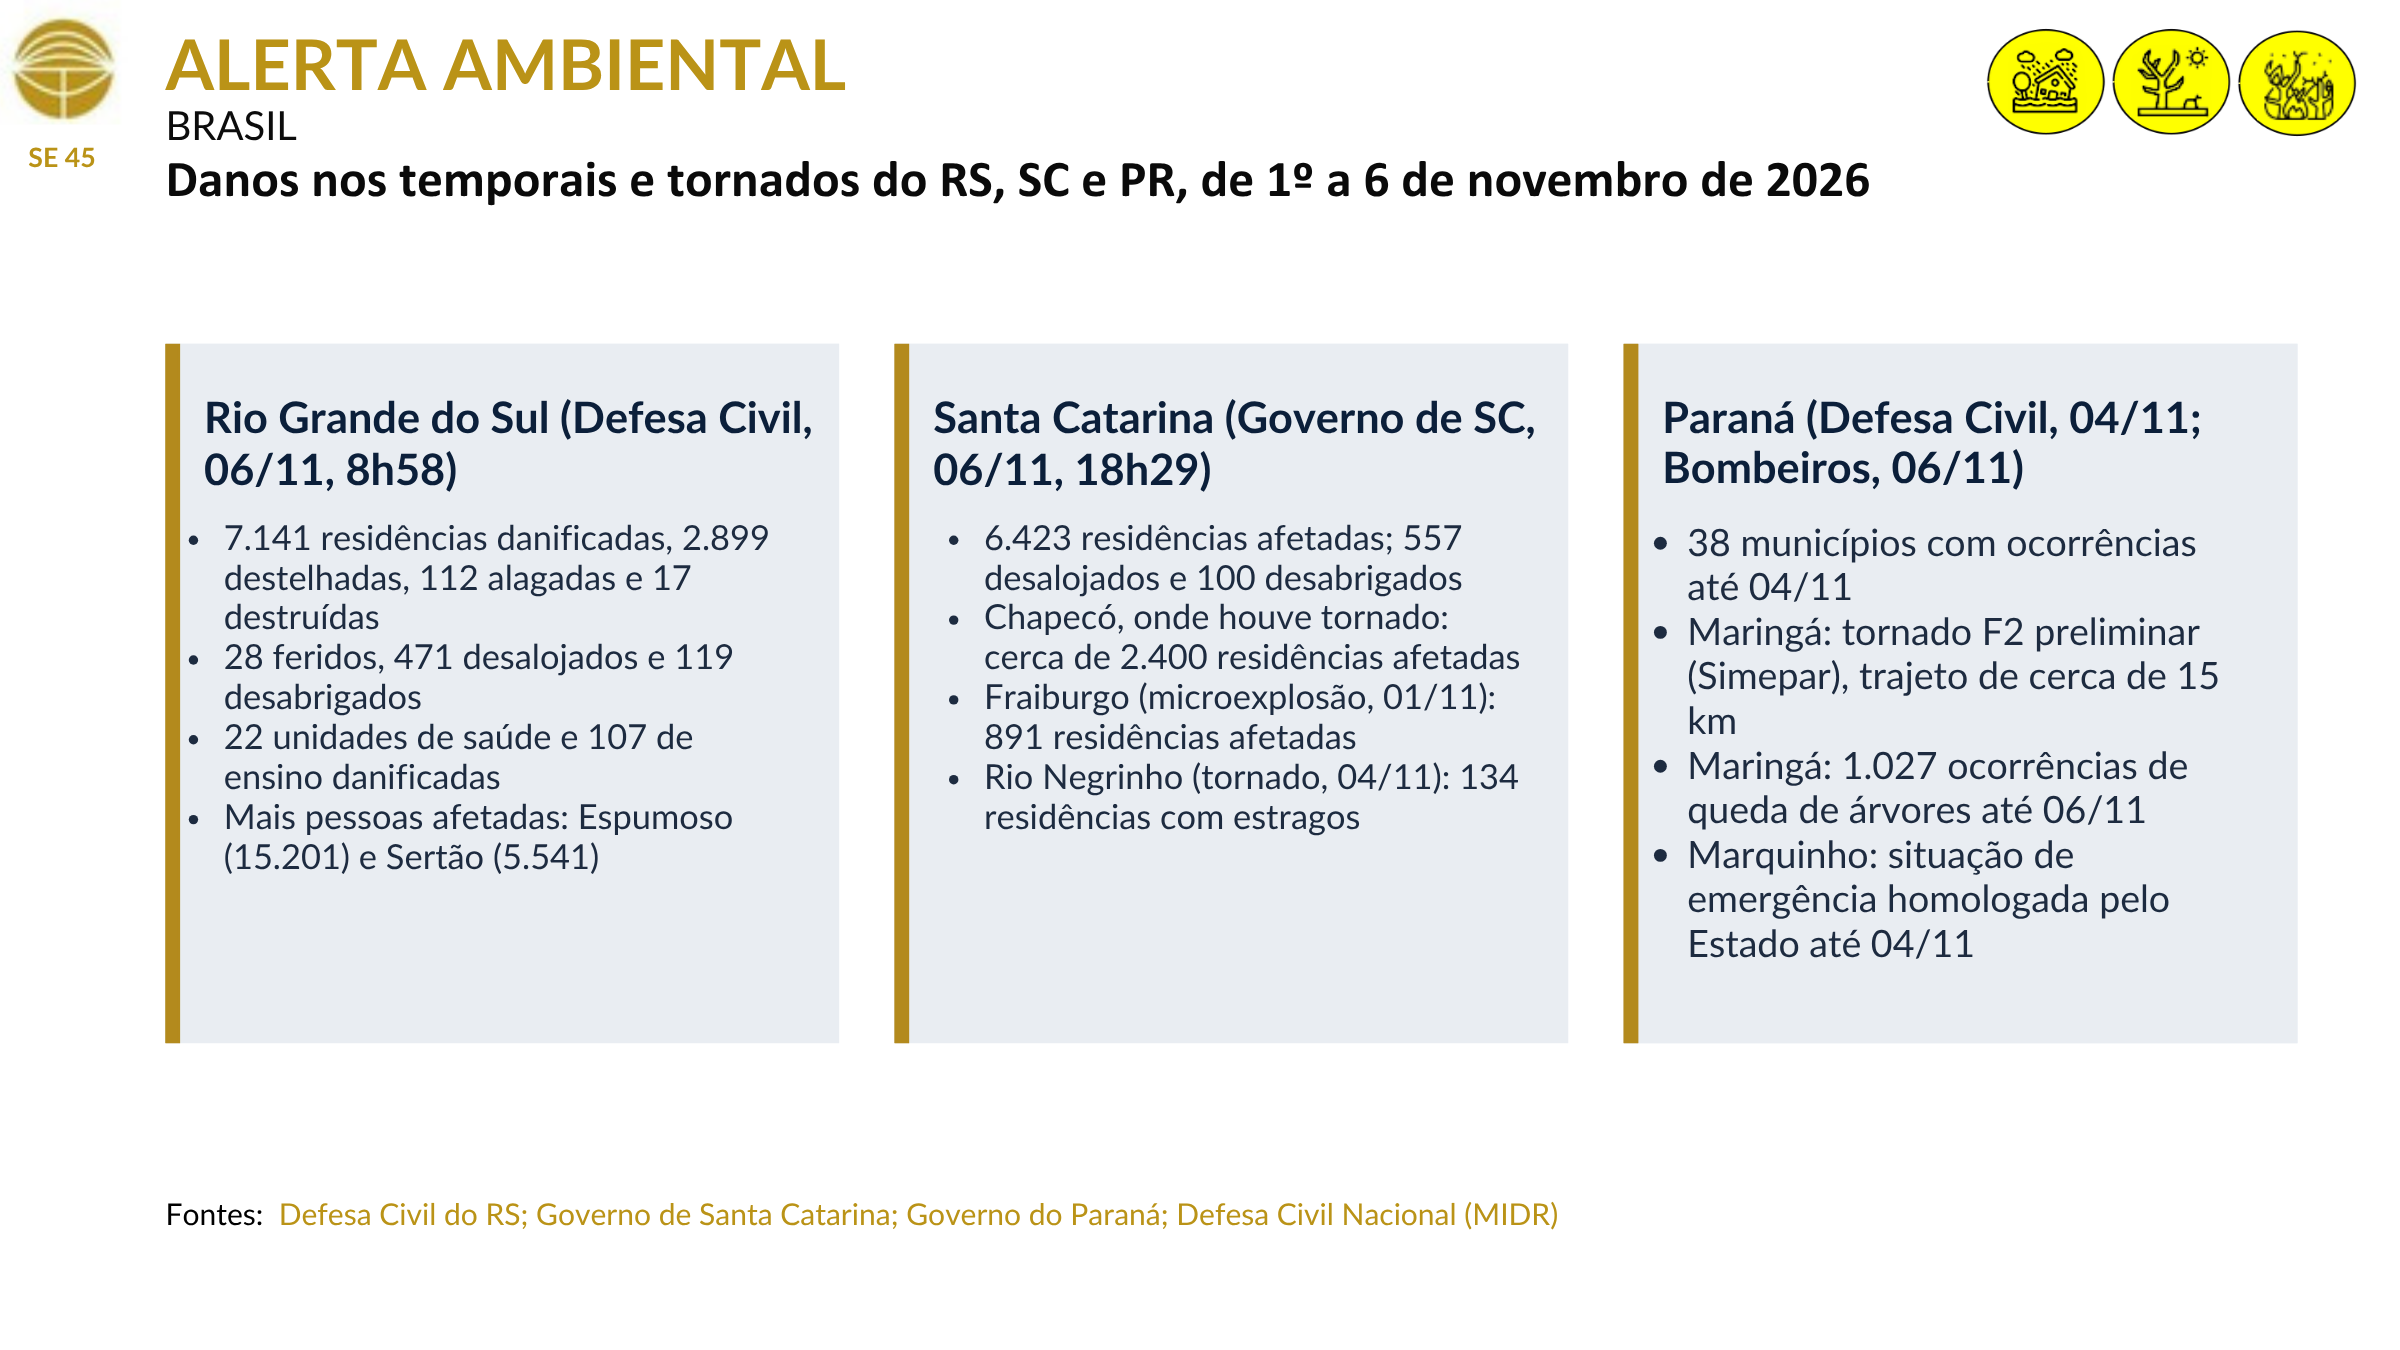 ALERTA AMBIENTAL
BRASIL
SE 45
Danos nos temporais e tornados do RS, SC e PR, de 1º a 6 de novembro de 2026
Rio Grande do Sul (Defesa Civil,
06/11, 8h58)
• 7.141 residências danificadas, 2.899
destelhadas, 112 alagadas e 17
destruídas
• 28 feridos, 471 desalojados e 119
desabrigados
• 22 unidades de saúde e 107 de
ensino danificadas
• Mais pessoas afetadas: Espumoso
(15.201) e Sertão (5.541)
Santa Catarina (Governo de SC,
06/11, 18h29)
• 6.423 residências afetadas; 557
desalojados e 100 desabrigados
• Chapecó, onde houve tornado:
cerca de 2.400 residências afetadas
• Fraiburgo (microexplosão, 01/11):
891 residências afetadas
• Rio Negrinho (tornado, 04/11): 134
residências com estragos
Paraná (Defesa Civil, 04/11;
Bombeiros, 06/11)
• 38 municípios com ocorrências
até 04/11
• Maringá: tornado F2 preliminar
(Simepar), trajeto de cerca de 15
km
• Maringá: 1.027 ocorrências de
queda de árvores até 06/11
• Marquinho: situação de
emergência homologada pelo
Estado até 04/11
Fontes: Defesa Civil do RS; Governo de Santa Catarina; Governo do Paraná; Defesa Civil Nacional (MIDR)